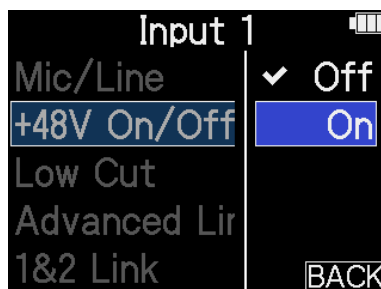 Input 1
Mic/Line
+48V On/Off
Low Cut
Advanced Lir
1&2 Link
Off
On
BACK